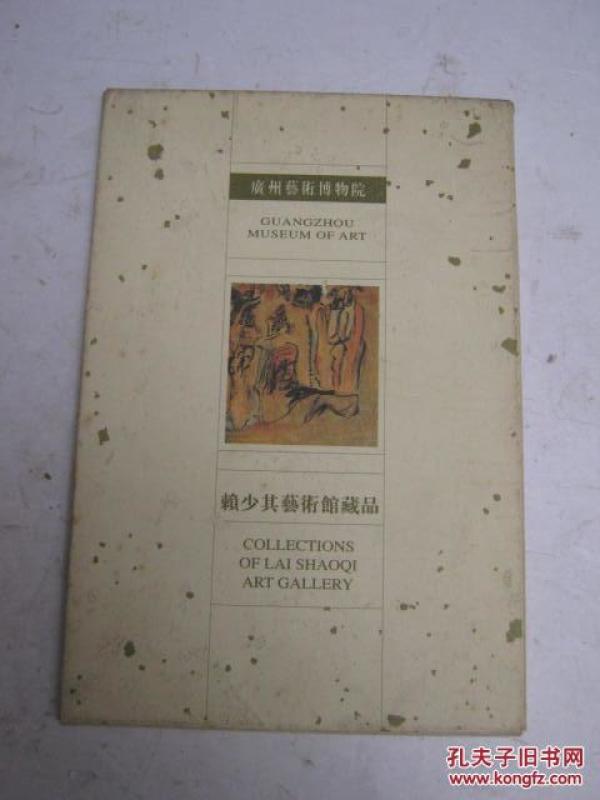 廣州藝術博物院
GUANGZHOU
MUSEUM OF ART
賴少其藝術館藏品
COLLECTIONS
OF LAI SHAOQI
ART GALLERY
孔夫子旧书网
www.kongfz.com